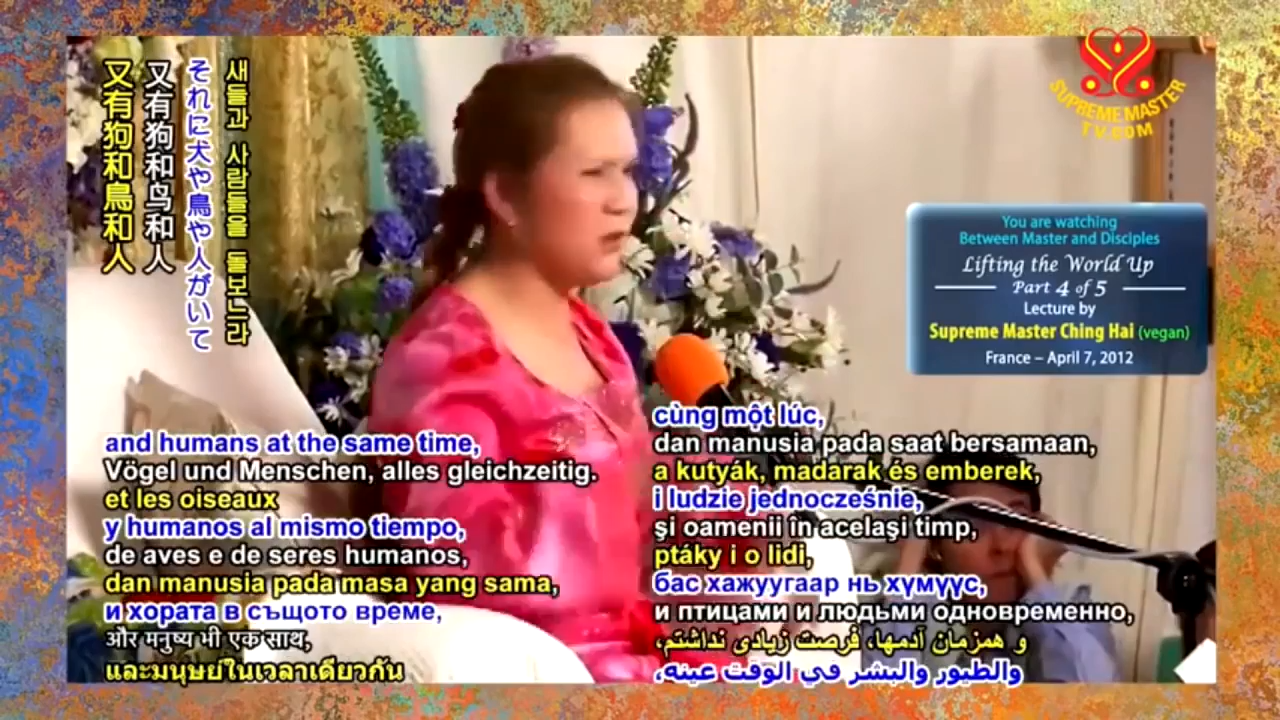 又有狗和鳥和人
又有狗和鸟和人
それに犬や鳥や人がいて
새들과 사람들을 돌보느라
SUPREME MASTER
TV.COM
You are watching
Between Master and Disciples
Lifting the World Up
Part 4 of 5
Lecture by
Supreme Master Ching Hai (vegan)
France – April 7, 2012
and humans at the same time,
Vögel und Menschen, alles gleichzeitig.
et les oiseaux
y humanos al mismo tiempo,
de aves e de seres humanos,
dan manusia pada masa yang sama,
и хората в същото време,
और मनुष्य भी एक साथ,
และมนุษย์ในเวลาเดียวกัน
cùng một lúc,
dan manusia pada saat bersamaan,
a kutyák, madarak és emberek,
i ludzie jednocześnie,
şi oamenii în acelaşi timp,
ptáky i o lidi,
бас хажуугаар нь хүмүүс,
и птицами и людьми одновременно,
و همزمان آدمها، فرصت زیادی نداشتم،
والطيور والبشر في الوقت عينه،